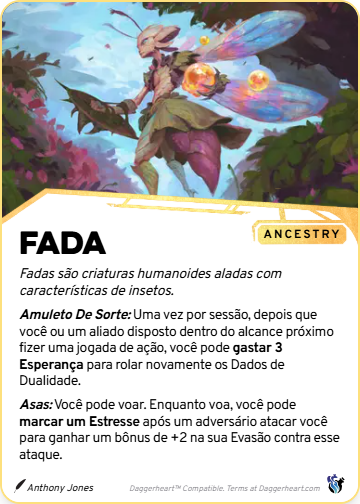 FADA
ANCESTRY
Fadas são criaturas humanoides aladas com
características de insetos.
Amuleto De Sorte: Uma vez por sessão, depois que
você ou um aliado disposto dentro do alcance próximo
fizer uma jogada de ação, você pode gastar 3
Esperança para rolar novamente os Dados de
Dualidade.
Asas: Você pode voar. Enquanto voa, você pode
marcar um Estresse após um adversário atacar você
para ganhar um bônus de +2 na sua Evasão contra esse
ataque.
Anthony Jones
Daggerheart™ Compatible. Terms at Daggerheart.com